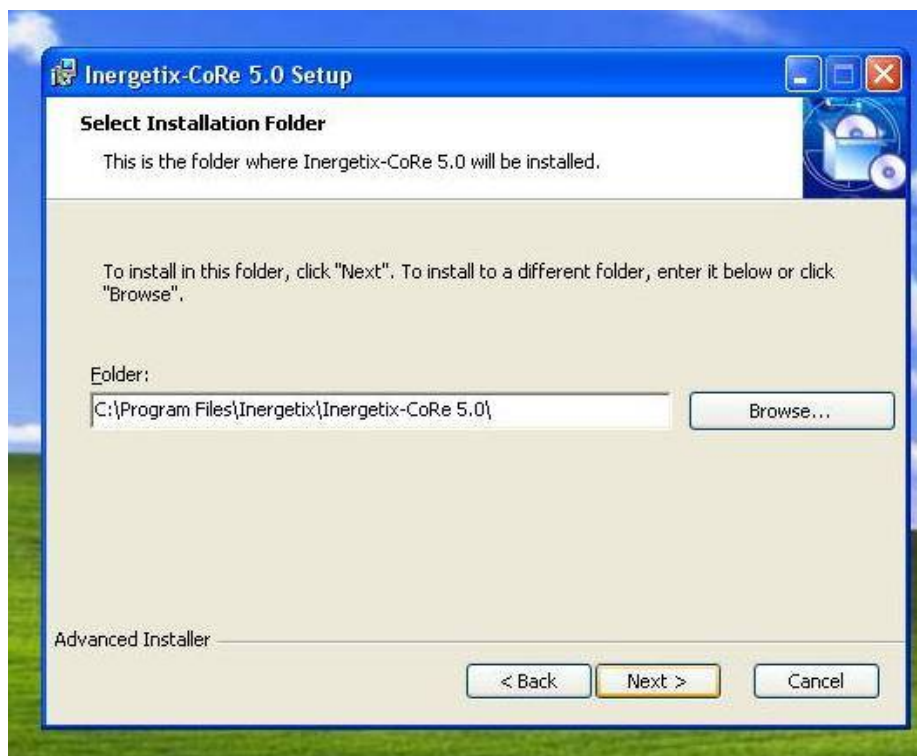 Inergetix-CoRe 5.0 Setup
Select Installation Folder
This is the folder where Inergetix-CoRe 5.0 will be installed.
To install in this folder, click "Next". To install to a different folder, enter it below or click
"Browse".
Folder:
C:\Program Files\Inergetix\Inergetix-CoRe 5.0\
Browse...
Advanced Installer
< Back
Next >
Cancel